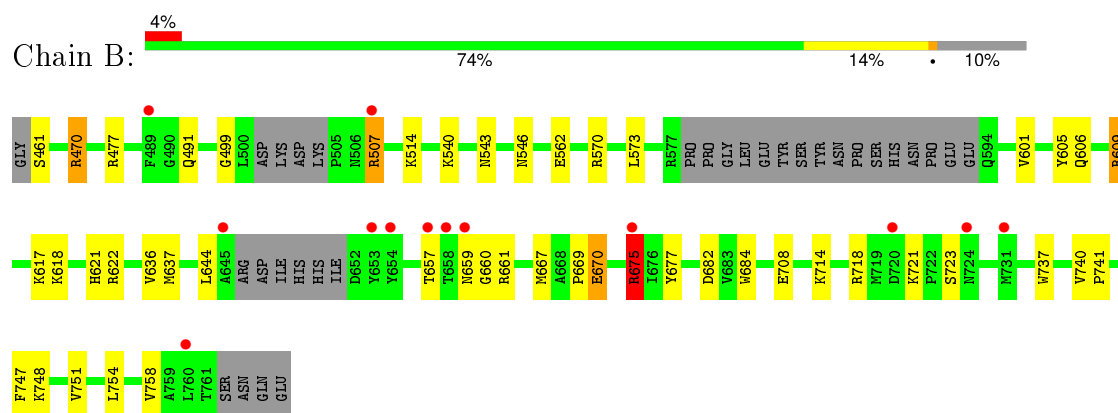 4%
Chain B:
74% 14% • 10%
GLY S461 R470 R477 F489 G490 Q491 G499 L500 ASP LYS ASP LYS P505 N506 R507 K514 K540 N543 N546 E562 R570 L573 R577 PRO PRO GLY LEU GLU TYR SER TYR ASN PRO SER HIS ASN PRO GLU GLU Q594 V601 Y605 Q606
K617 K618 H621 R622 V636 M637 L644 A645 ARG ASP ILE HIS HIS ILE D652 Y653 Y654 T657 T658 N659 G660 R661 M667 A668 P669 E670 R675 I676 Y677 D682 V683 W684 E708 K714 R718 M719 D720 K721 P722 S723 N724 M731 W737 V740 P741
F747 K748 V751 L754 V758 A759 L760 T761 SER ASN GLN GLU